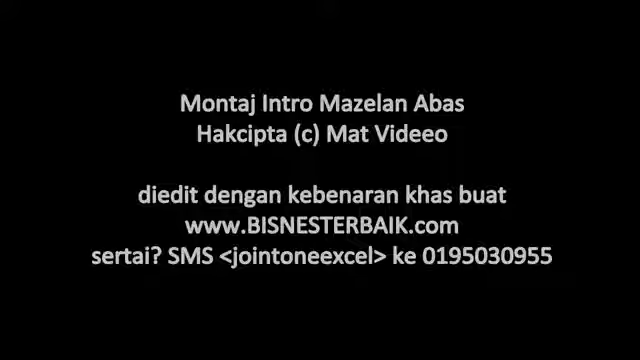 Montaj Intro Mazelan Abas
Hakcipta (c) Mat Videeo
diedit dengan kebenaran khas buat
www.BISNESTERBAIK.com
sertai? SMS <jointoneexcel> ke 0195030955